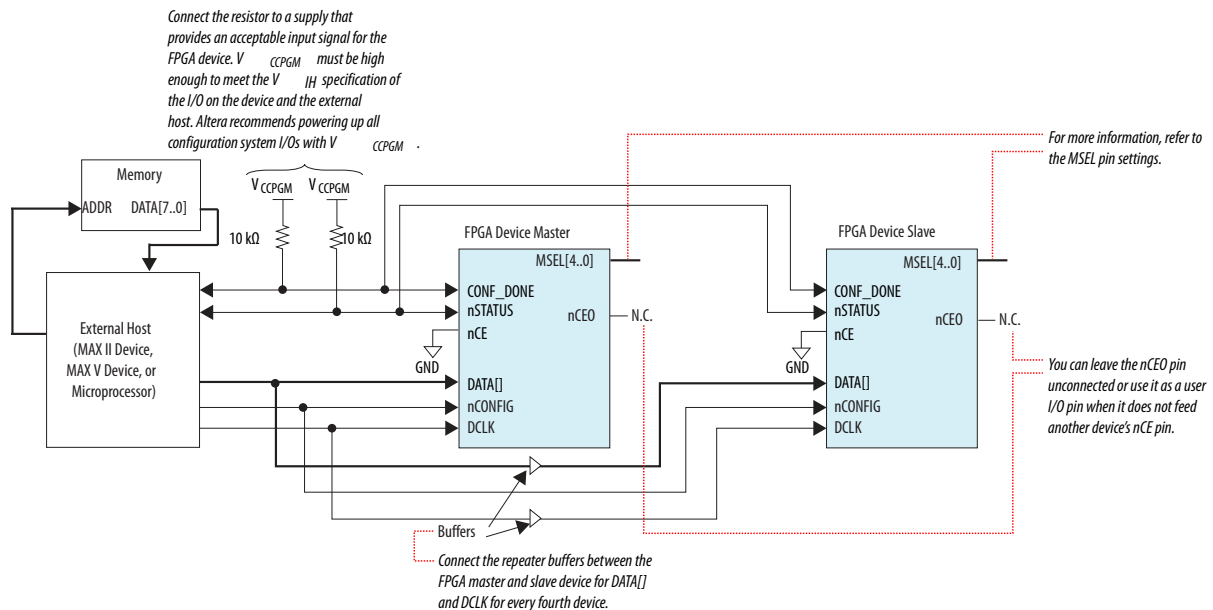 Connect the resistor to a supply that
provides an acceptable input signal for the
FPGA device. V CCPGM must be high
enough to meet the V IH specification of
the I/O on the device and the external
host. Altera recommends powering up all
configuration system I/Os with V CCPGM .
For more information, refer to
the MSEL pin settings.
Memory
ADDR DATA[7..0]
VCCPGM VCCPGM
10 kΩ 10 kΩ
External Host
(MAX II Device,
MAX V Device, or
Microprocessor)
FPGA Device Master
MSEL[4..0]
CONF_DONE
nSTATUS
nCE
nCEO N.C.
GND
DATA[]
nCONFIG
DCLK
FPGA Device Slave
MSEL[4..0]
CONF_DONE
nSTATUS
nCE
nCEO N.C.
GND
DATA[]
nCONFIG
DCLK
You can leave the nCEO pin
unconnected or use it as a user
I/O pin when it does not feed
another device's nCE pin.
Buffers
Connect the repeater buffers between the
FPGA master and slave device for DATA[]
and DCLK for every fourth device.